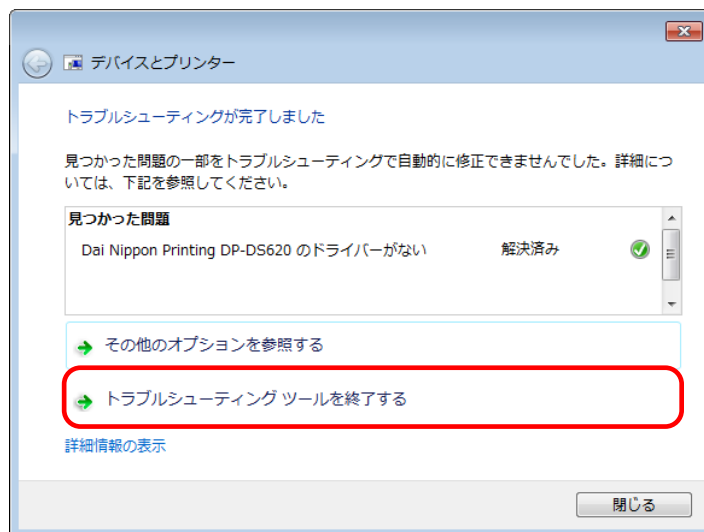 デバイスとプリンター
トラブルシューティングが完了しました
見つかった問題の一部をトラブルシューティングで自動的に修正できませんでした。詳細につ
いては、下記を参照してください。
見つかった問題
Dai Nippon Printing DP-DS620 のドライバーがない 解決済み
その他のオプションを参照する
トラブルシューティング ツールを終了する
詳細情報の表示
閉じる